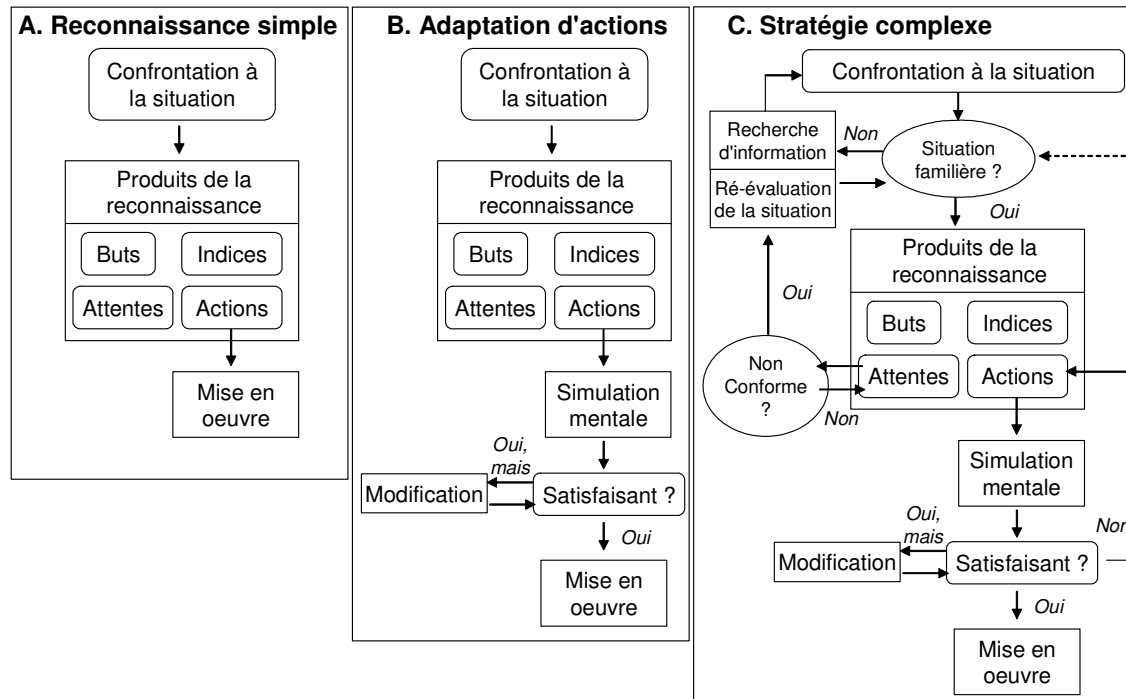 A. Reconnaissance simple
Confrontation à
la situation
Produits de la
reconnaissance
Buts
Indices
Attentes
Actions
Mise en
oeuvre
B. Adaptation d'actions
Confrontation à
la situation
Produits de la
reconnaissance
Buts
Indices
Attentes
Actions
Simulation
mentale
Oui,
mais
Modification
Satisfaisant ?
Oui
Mise en
oeuvre
C. Stratégie complexe
Confrontation à la situation
Recherche
d'information
Non
Situation
familière ?
Ré-évaluation
de la situation
Oui
Produits de la
reconnaissance
Oui
Buts
Indices
Non
Conforme
?
Attentes
Actions
Non
Simulation
mentale
Oui,
mais
Non
Modification
Satisfaisant ?
Oui
Mise en
oeuvre